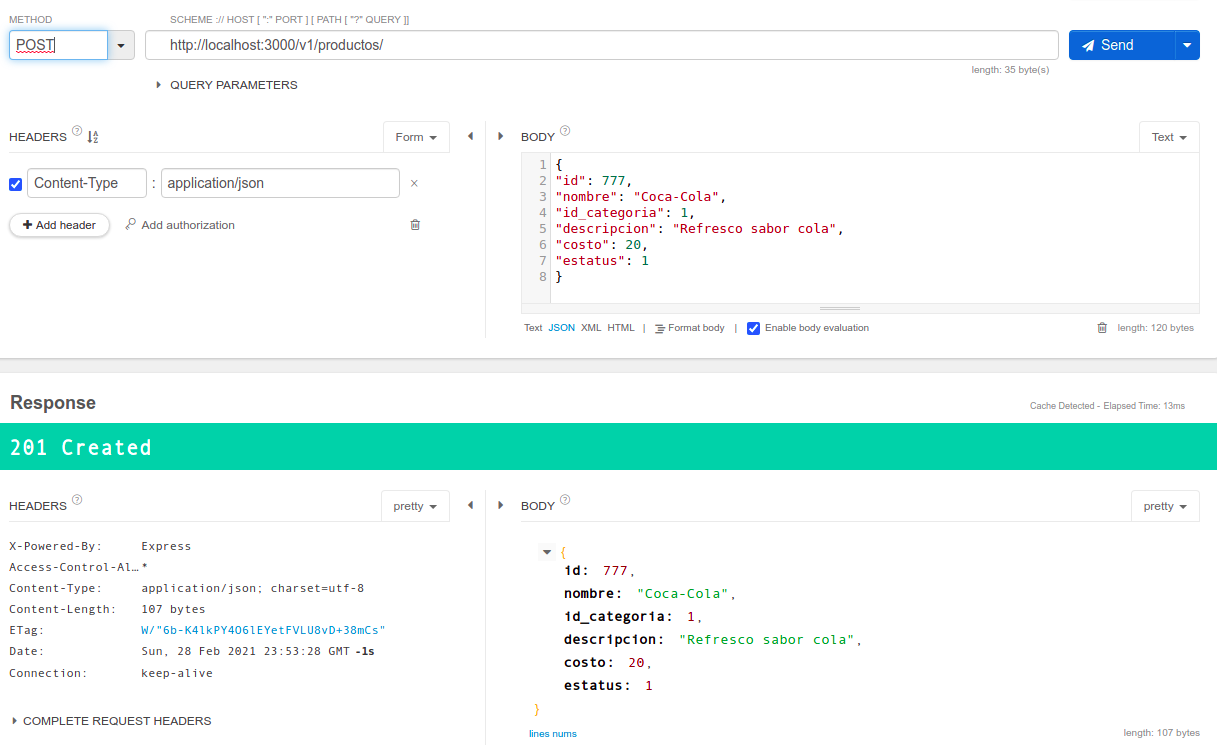 METHOD
SCHEME :// HOST [ ":" PORT ] [ PATH [ "?" QUERY ]]
POST
http://localhost:3000/v1/productos/
Send
length: 35 byte(s)
QUERY PARAMETERS
HEADERS ?
Form
BODY ?
Text
Content-Type : application/json ×
Add header
Add authorization
1 {
2 "id": 777,
3 "nombre": "Coca-Cola",
4 "id_categoria": 1,
5 "descripcion": "Refresco sabor cola",
6 "costo": 20,
7 "estatus": 1
8 }
Text JSON XML HTML | Format body | Enable body evaluation
length: 120 bytes
Response
Cache Detected - Elapsed Time: 13ms
201 Created
HEADERS ?
pretty
BODY ?
pretty
X-Powered-By: Express
Access-Control-Al… *
Content-Type: application/json; charset=utf-8
Content-Length: 107 bytes
ETag: W/"6b-K4lkPY4O6lEYetFVLU8vD+38mCs"
Date: Sun, 28 Feb 2021 23:53:28 GMT -1s
Connection: keep-alive
COMPLETE REQUEST HEADERS
{
id: 777,
nombre: "Coca-Cola",
id_categoria: 1,
descripcion: "Refresco sabor cola",
costo: 20,
estatus: 1
}
lines nums
length: 107 bytes